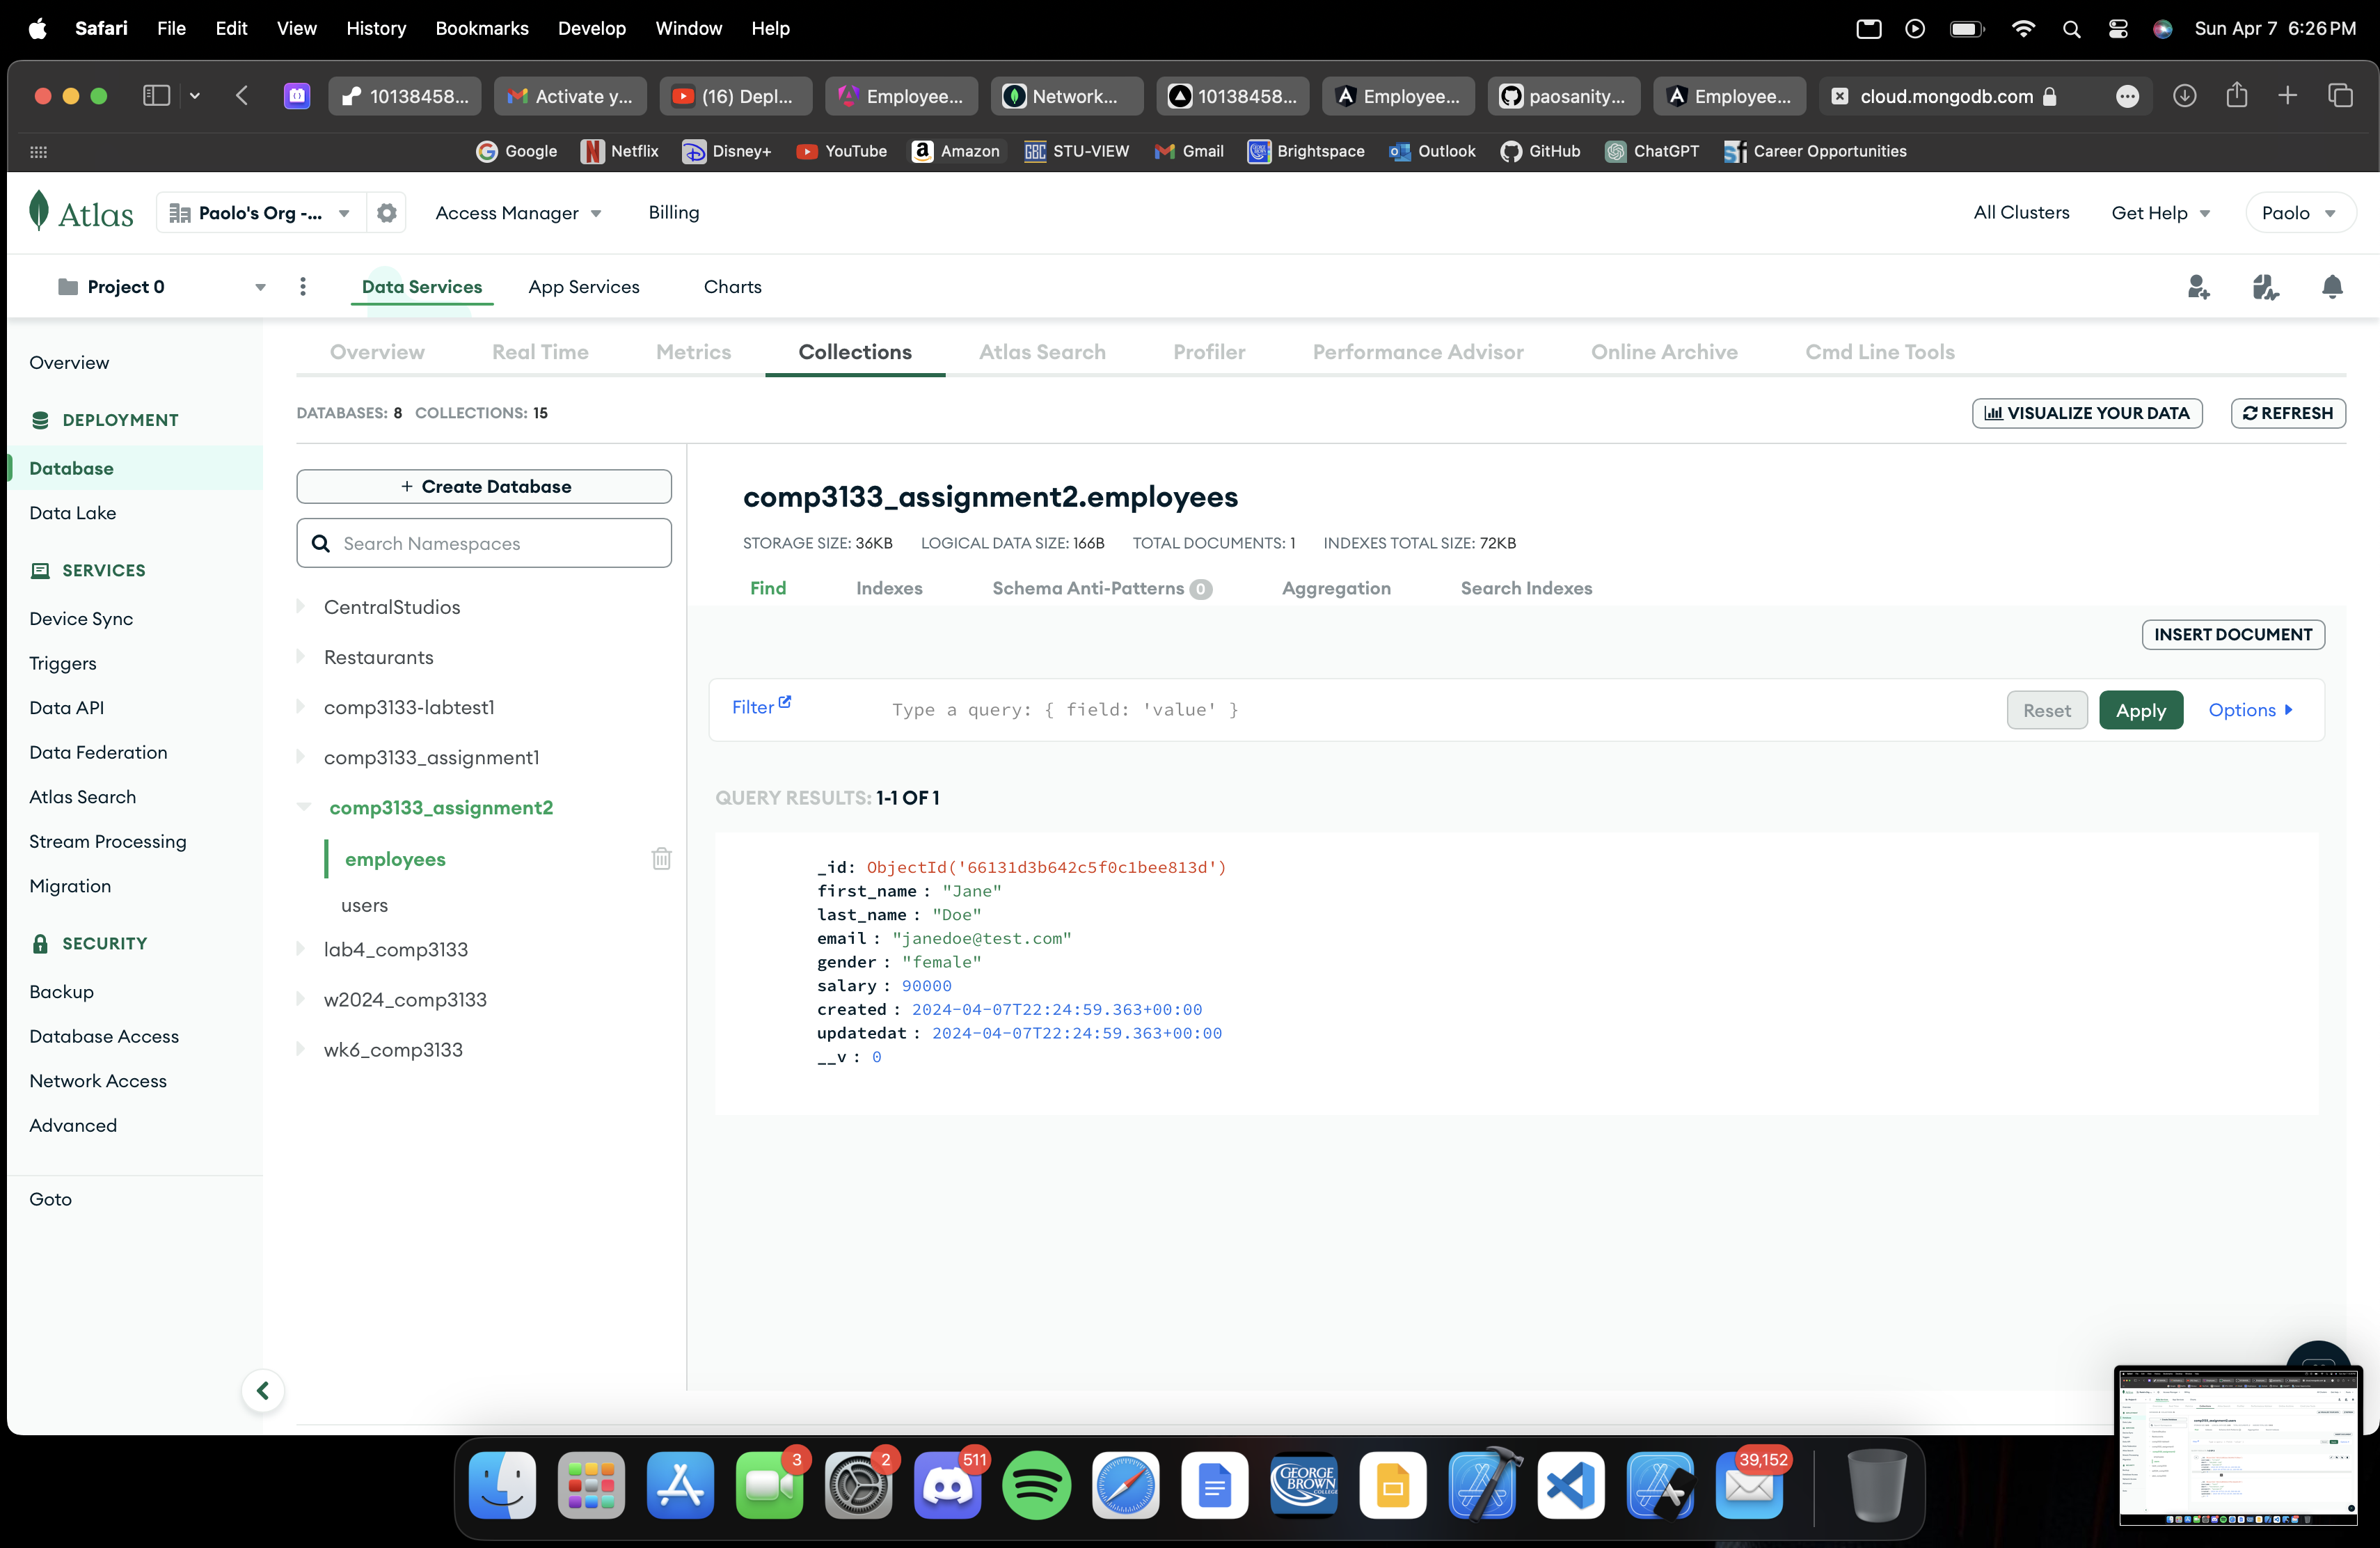 Safari File Edit View History Bookmarks Develop Window Help Sun Apr 7 6:26 PM
10138458... Activate y... (16) Depl... Employee... Network... 10138458... Employee... paosanity... Employee... cloud.mongodb.com
Google Netflix Disney+ YouTube Amazon STU-VIEW Gmail Brightspace Outlook GitHub ChatGPT Career Opportunities
Atlas Paolo's Org -... Access Manager Billing All Clusters Get Help Paolo
Project 0 Data Services App Services Charts
Overview Real Time Metrics Collections Atlas Search Profiler Performance Advisor Online Archive Cmd Line Tools
Overview
DEPLOYMENT
Database
Data Lake
SERVICES
Device Sync
Triggers
Data API
Data Federation
Atlas Search
Stream Processing
Migration
SECURITY
Backup
Database Access
Network Access
Advanced
Goto
DATABASES: 8 COLLECTIONS: 15
VISUALIZE YOUR DATA REFRESH
+ Create Database
Search Namespaces
CentralStudios
Restaurants
comp3133-labtest1
comp3133_assignment1
comp3133_assignment2
employees
users
lab4_comp3133
w2024_comp3133
wk6_comp3133
comp3133_assignment2.employees
STORAGE SIZE: 36KB LOGICAL DATA SIZE: 166B TOTAL DOCUMENTS: 1 INDEXES TOTAL SIZE: 72KB
Find Indexes Schema Anti-Patterns 0 Aggregation Search Indexes
INSERT DOCUMENT
Filter Type a query: { field: 'value' } Reset Apply Options
QUERY RESULTS: 1-1 OF 1
_id: ObjectId('66131d3b642c5f0c1bee813d')
first_name : "Jane"
last_name : "Doe"
email : "janedoe@test.com"
gender : "female"
salary : 90000
created : 2024-04-07T22:24:59.363+00:00
updatedat : 2024-04-07T22:24:59.363+00:00
__v : 0
3 2 511 39,152
GEORGE
BROWN
COLLEGE